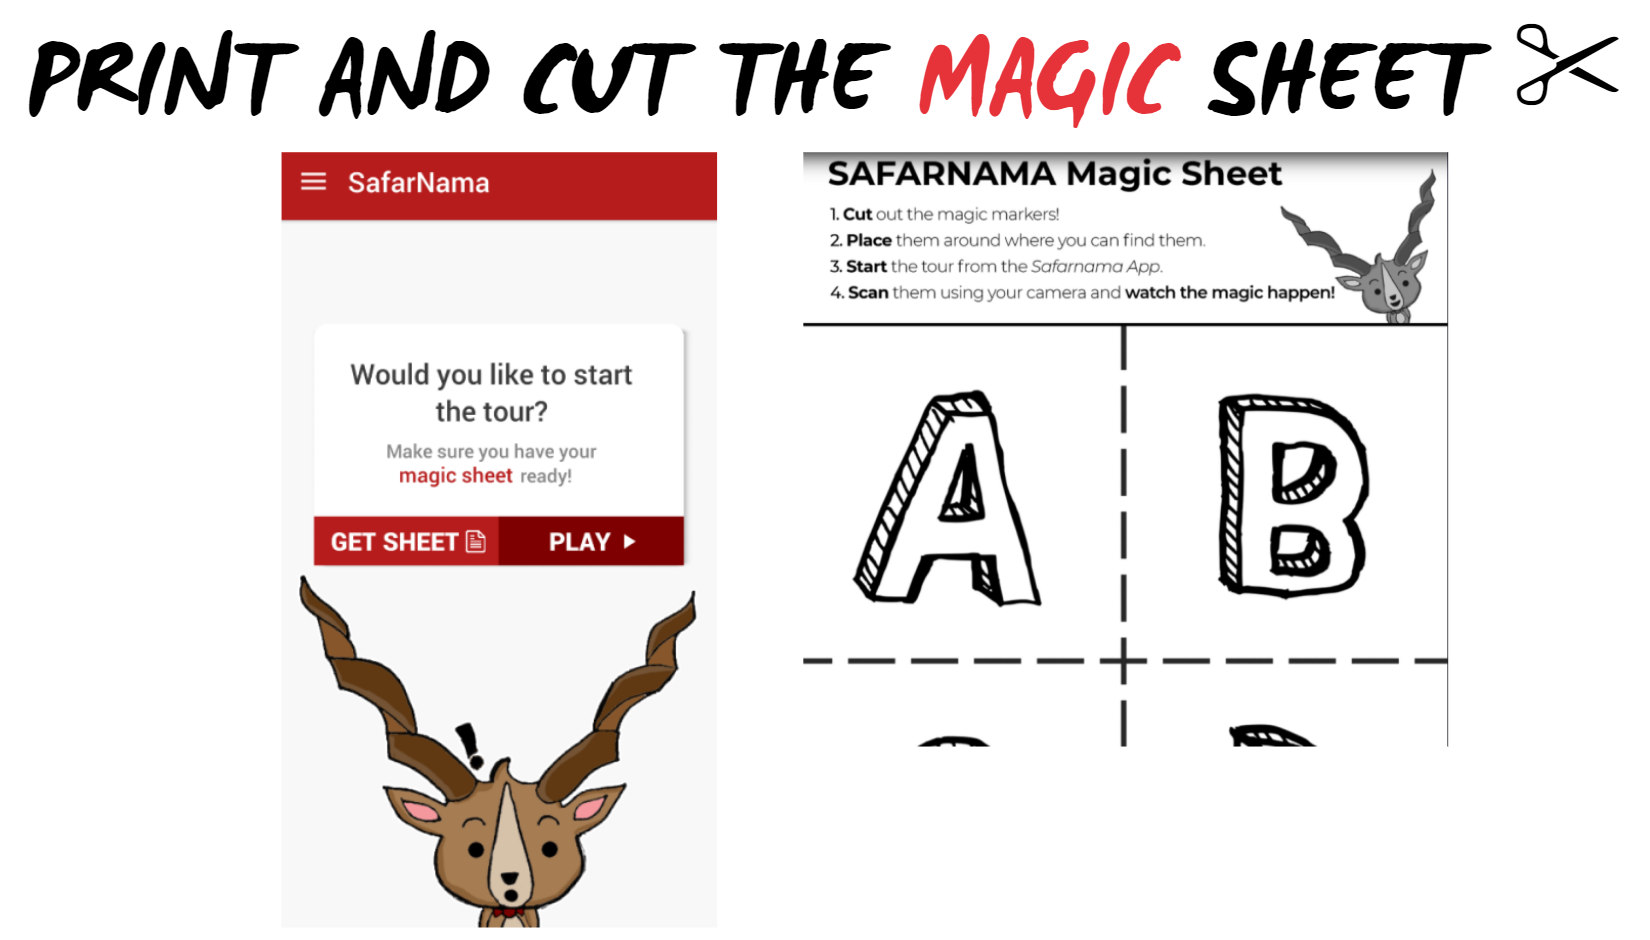 PRINT AND CUT THE MAGIC SHEET
SafarNama
Would you like to start
the tour?
Make sure you have your
magic sheet ready!
GET SHEET PLAY
!
SAFARNAMA Magic Sheet
1. Cut out the magic markers!
2. Place them around where you can find them.
3. Start the tour from the Safarnama App.
4. Scan them using your camera and watch the magic happen!
A B